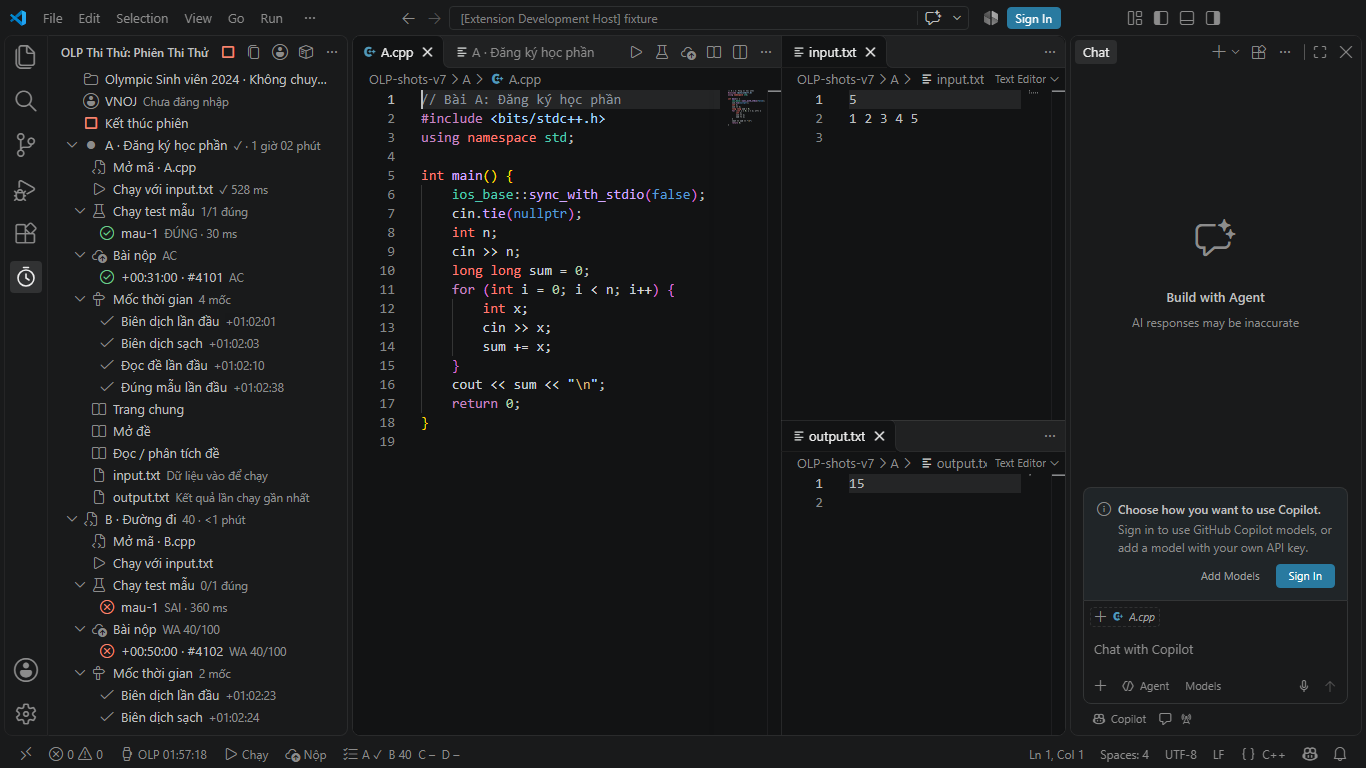 File Edit Selection View Go Run ···
[Extension Development Host] fixture
Sign In
OLP Thi Thử: Phiên Thi Thử
Olympic Sinh viên 2024 · Không chuy...
VNOJ Chưa đăng nhập
Kết thúc phiên
A · Đăng ký học phần ✓ · 1 giờ 02 phút
Mở mã · A.cpp
Chạy với input.txt ✓ 528 ms
Chạy test mẫu 1/1 đúng
mau-1 ĐÚNG · 30 ms
Bài nộp AC
+00:31:00 · #4101 AC
Mốc thời gian 4 mốc
Biên dịch lần đầu +01:02:01
Biên dịch sạch +01:02:03
Đọc đề lần đầu +01:02:10
Đúng mẫu lần đầu +01:02:38
Trang chung
Mở đề
Đọc / phân tích đề
input.txt Dữ liệu vào để chạy
output.txt Kết quả lần chạy gần nhất
B · Đường đi 40 · <1 phút
Mở mã · B.cpp
Chạy với input.txt
Chạy test mẫu 0/1 đúng
mau-1 SAI · 360 ms
Bài nộp WA 40/100
+00:50:00 · #4102 WA 40/100
Mốc thời gian 2 mốc
Biên dịch lần đầu +01:02:23
Biên dịch sạch +01:02:24
A.cpp
A · Đăng ký học phần
OLP-shots-v7 > A > A.cpp
1 // Bài A: Đăng ký học phần
2 #include <bits/stdc++.h>
3 using namespace std;
4
5 int main() {
6 ios_base::sync_with_stdio(false);
7 cin.tie(nullptr);
8 int n;
9 cin >> n;
10 long long sum = 0;
11 for (int i = 0; i < n; i++) {
12 int x;
13 cin >> x;
14 sum += x;
15 }
16 cout << sum << "\n";
17 return 0;
18 }
19
input.txt
OLP-shots-v7 > A > input.txt Text Editor
1 5
2 1 2 3 4 5
3
output.txt
OLP-shots-v7 > A > output.tx Text Editor
1 15
2
Chat
Build with Agent
AI responses may be inaccurate
Choose how you want to use Copilot.
Sign in to use GitHub Copilot models, or
add a model with your own API key.
Add Models Sign In
A.cpp
Chat with Copilot
Agent Models
Copilot
0 0 OLP 01:57:18 Chạy Nộp A ✓ B 40 C – D –
Ln 1, Col 1 Spaces: 4 UTF-8 LF { } C++